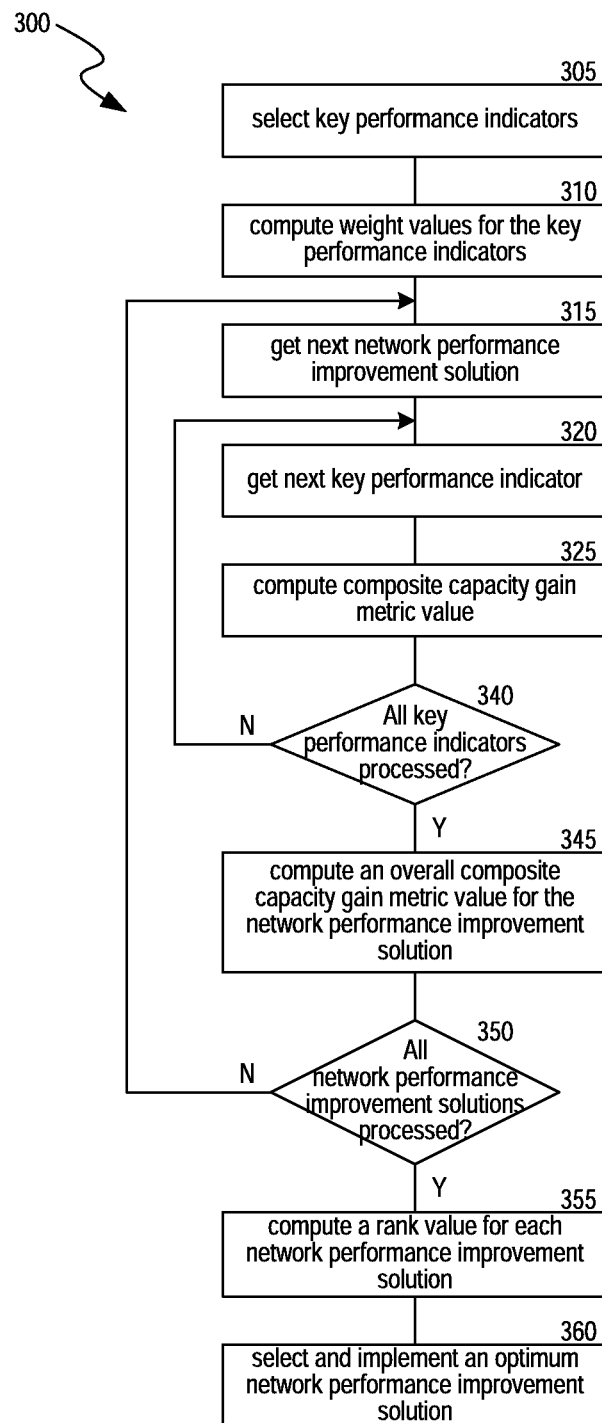 300
305
select key performance indicators
310
compute weight values for the key
performance indicators
315
get next network performance
improvement solution
320
get next key performance indicator
325
compute composite capacity gain
metric value
340
All key
performance indicators
processed?
N
Y
345
compute an overall composite
capacity gain metric value for the
network performance improvement
solution
350
All
network performance
improvement solutions
processed?
N
Y
355
compute a rank value for each
network performance improvement
solution
360
select and implement an optimum
network performance improvement
solution